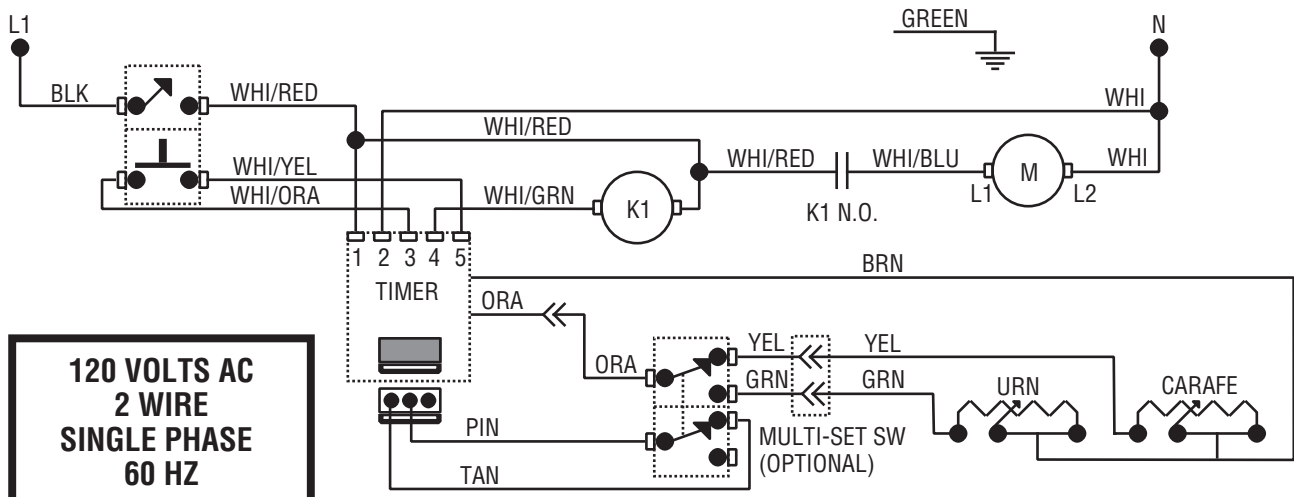 L1
GREEN
N
BLK
WHI/RED
WHI
WHI/RED
WHI/YEL
WHI/RED
WHI/BLU
WHI
WHI/ORA
WHI/GRN
K1
M
L1
L2
K1 N.O.
1 2 3 4 5
TIMER
BRN
ORA
120 VOLTS AC
2 WIRE
SINGLE PHASE
60 HZ
ORA
YEL
YEL
GRN
GRN
URN
CARAFE
PIN
MULTI-SET SW
(OPTIONAL)
TAN